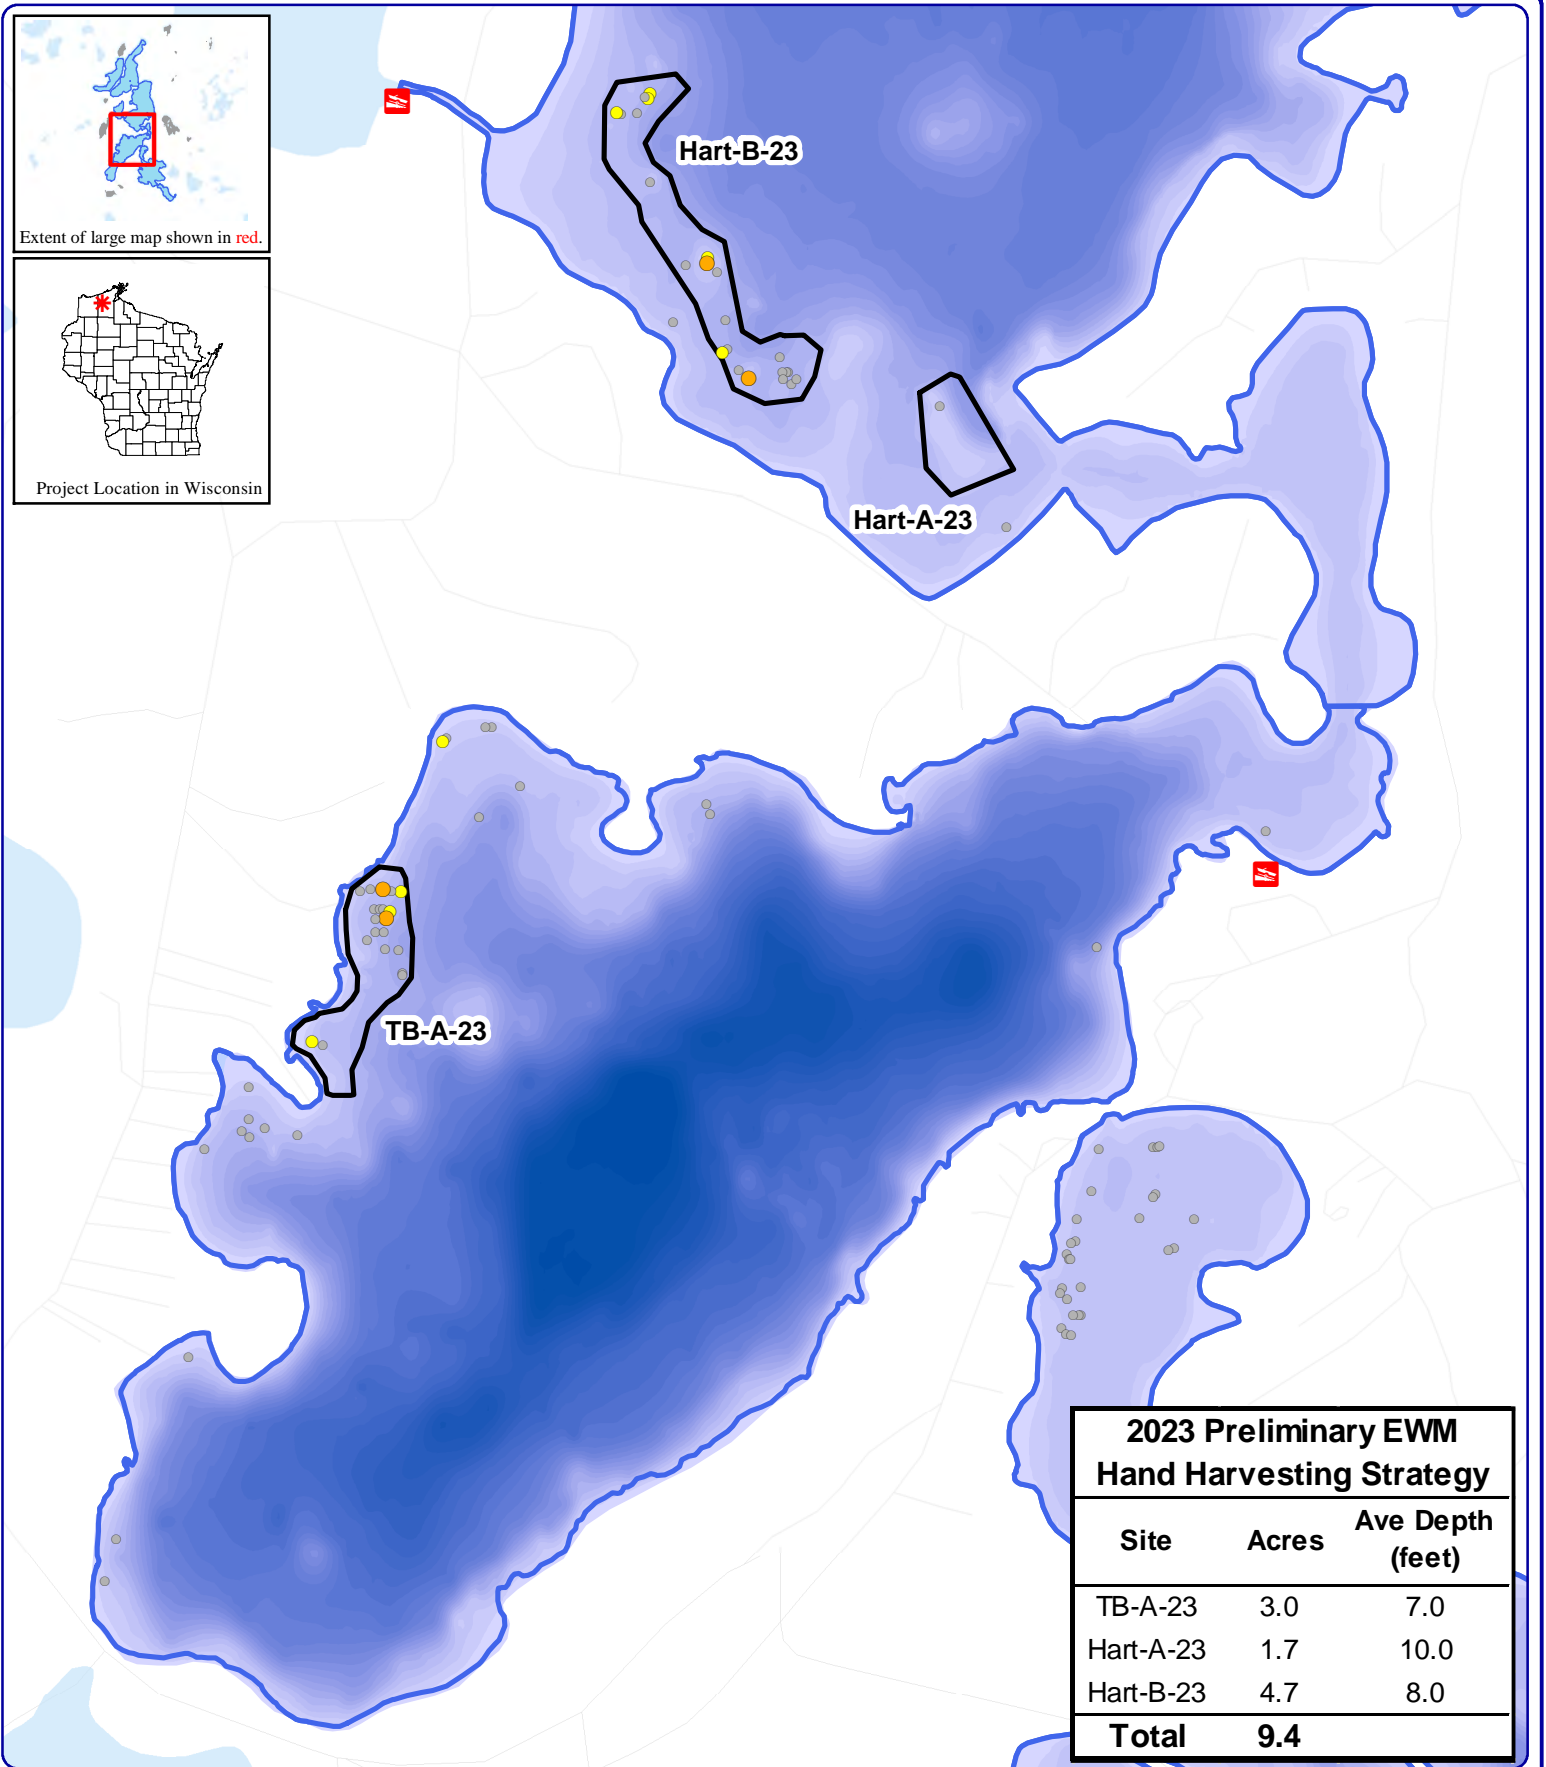 Extent of large map shown in red.
Project Location in Wisconsin
Hart-B-23
Hart-A-23
TB-A-23
2023 Preliminary EWM
Hand Harvesting Strategy
Site Acres Ave Depth (feet)
TB-A-23 3.0 7.0
Hart-A-23 1.7 10.0
Hart-B-23 4.7 8.0
Total 9.4